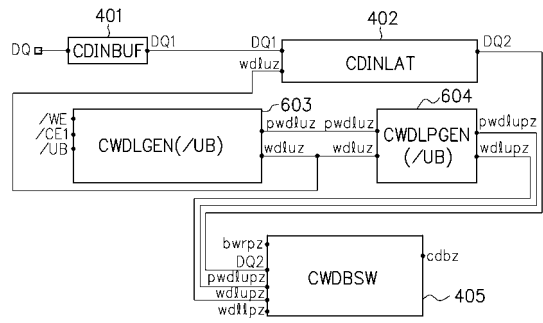 401
402
DQ
CDINBUF
DQ1
DQ1
CDINLAT
DQ2
wdluz
603
604
/WE
/CE1
/UB
CWDLGEN(/UB)
pwdluz
pwdluz
CWDLPGEN
(/UB)
pwdlupz
wdluz
wdluz
wdlupz
bwrpz
DQ2
pwdlupz
wdlupz
wdllpz
CWDBSW
cdbz
405